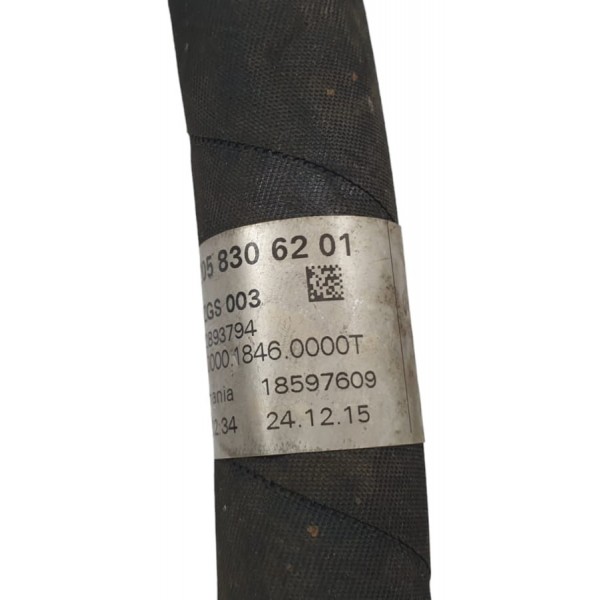 05 830 62 01
GS 003
893794
000.1846.0000T
ania 18597609
2:34 24.12.15